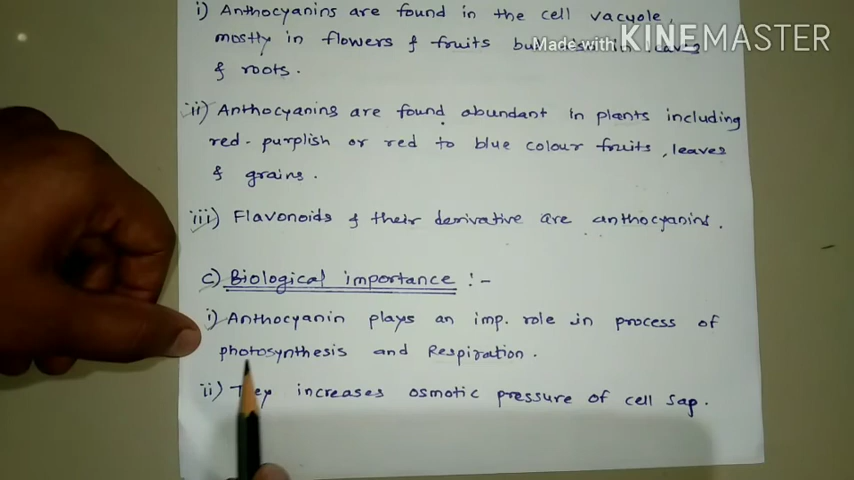 i) Anthocyanins are found in the cell vacuole,
Made with KINEMASTER
mostly in flowers & fruits
& roots.
ii) Anthocyanins are found abundant in plants including
red- purplish or red to blue colour fruits, leaves
& grains.
iii) Flavonoids & their derivative are anthocyanins.
c) Biological importance :-
i) Anthocyanin plays an imp. role in process of
photosynthesis and Respiration.
ii) They increases osmotic pressure of cell sap.